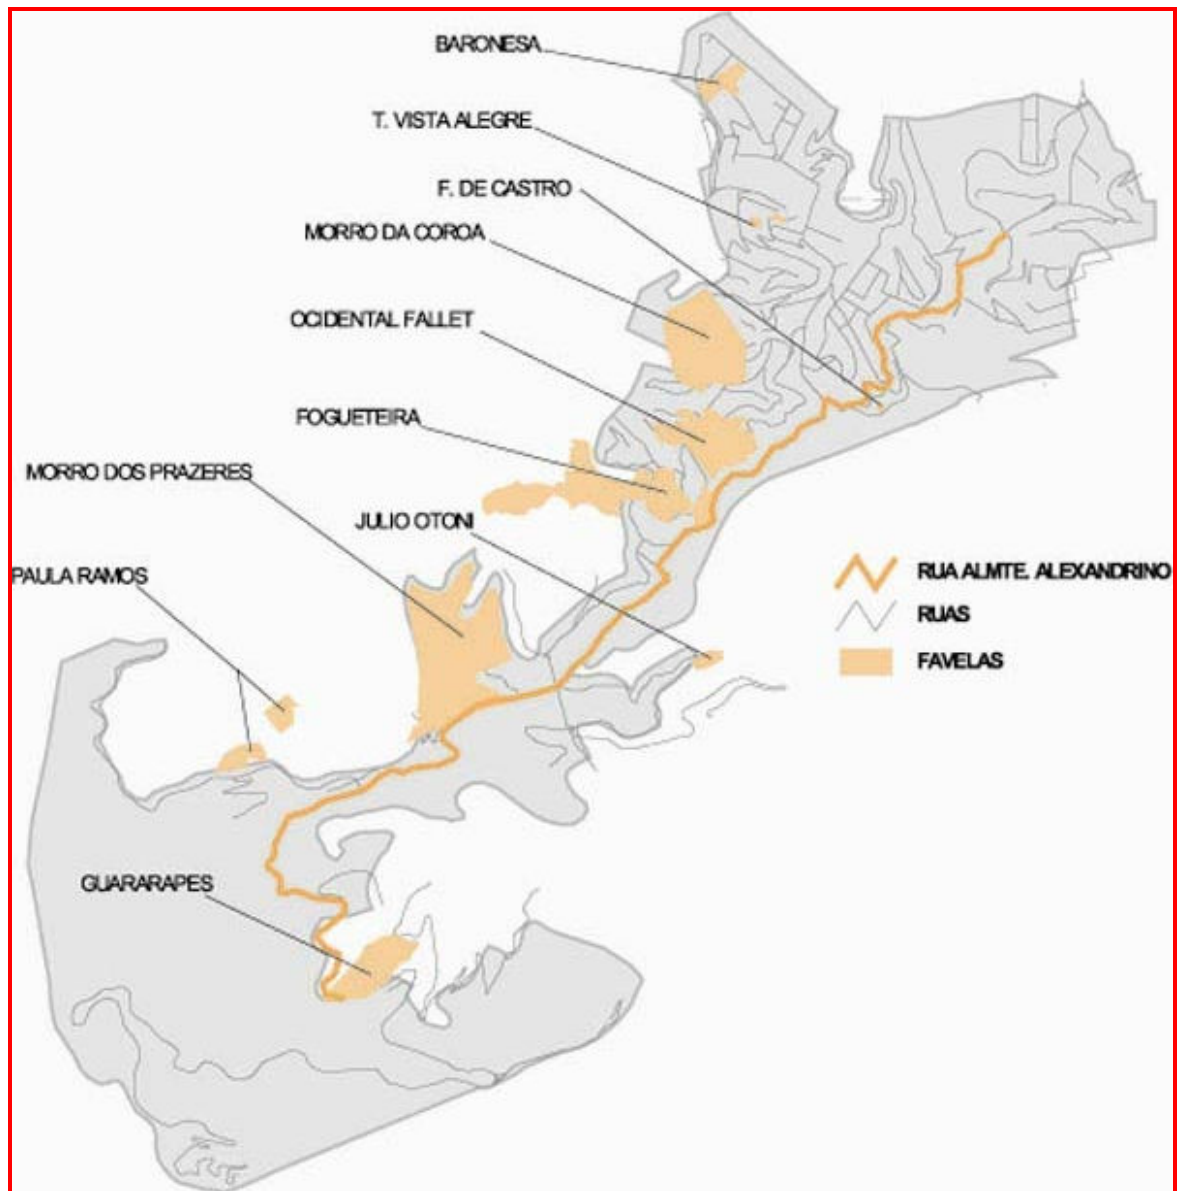 BARONESA
T. VISTA ALEGRE
F. DE CASTRO
MORRO DA COROA
OCIDENTAL FALLET
FOGUETEIRA
MORRO DOS PRAZERES
JULIO OTONI
PAULA RAMOS
RUA ALMTE. ALEXANDRINO
RUAS
FAVELAS
GUARARAPES